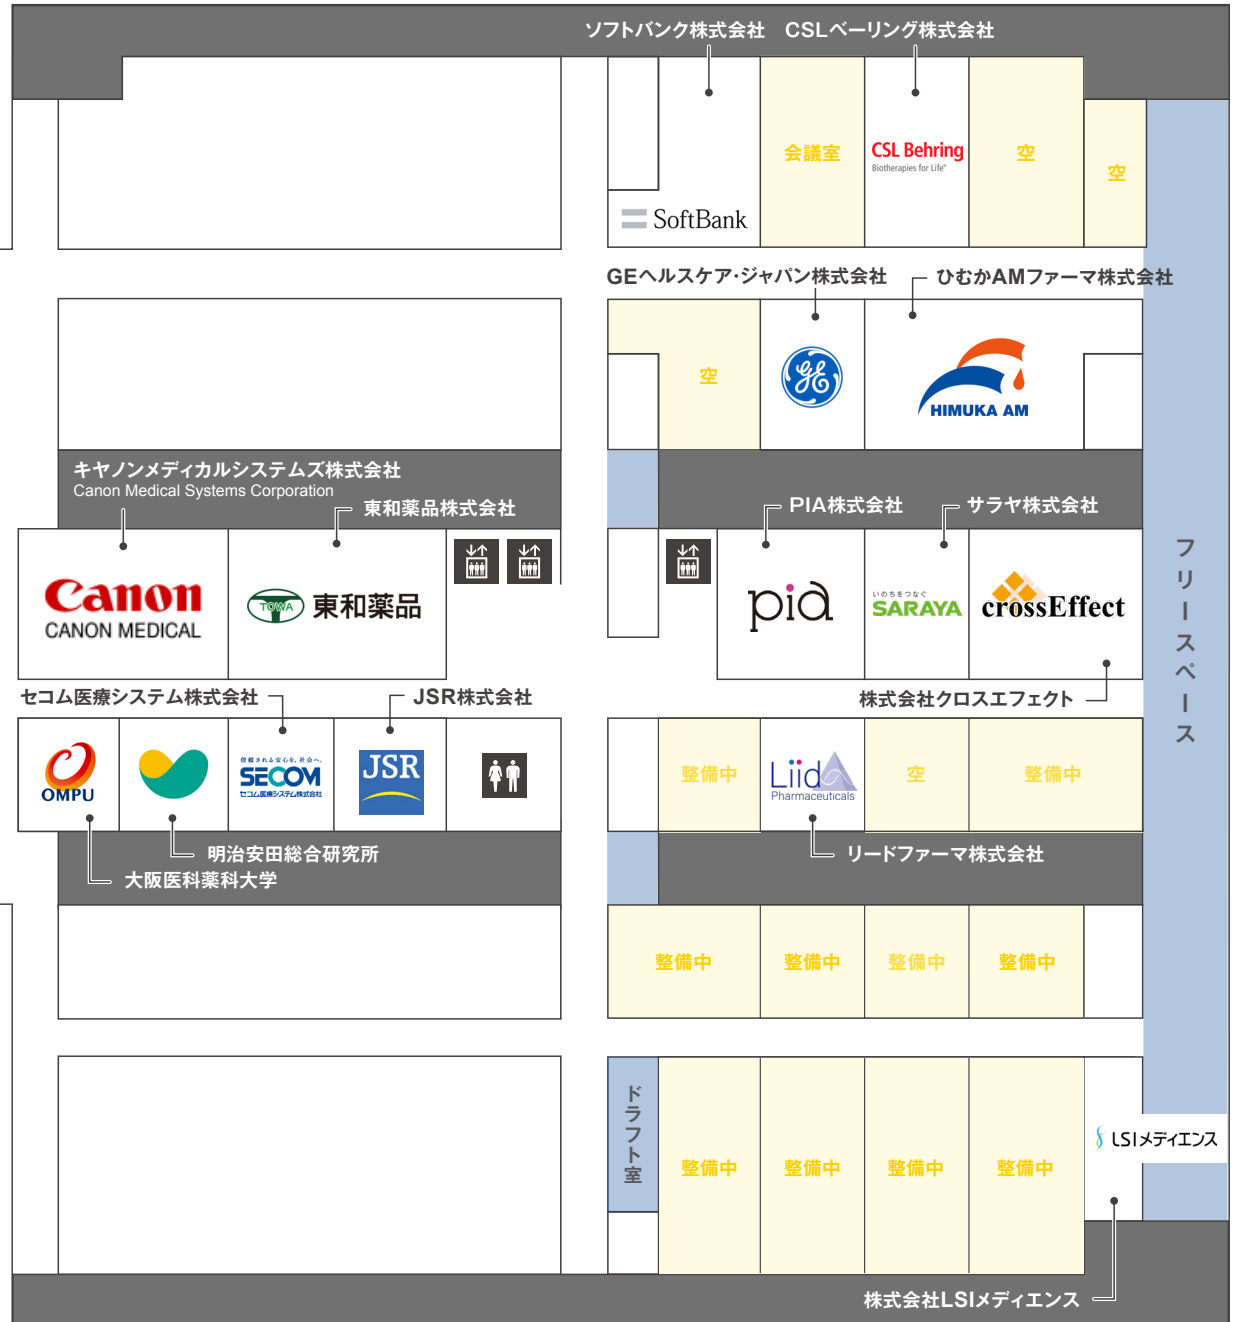 ソフトバンク株式会社
CSLベーリング株式会社
会議室
CSL Behring
Biotherapies for Life®
空
空
SoftBank
GEヘルスケア・ジャパン株式会社
ひむかAMファーマ株式会社
空
GE
HIMUKA AM
キヤノンメディカルシステムズ株式会社
Canon Medical Systems Corporation
東和薬品株式会社
PIA株式会社
サラヤ株式会社
フリースペース
Canon
CANON MEDICAL
TOWA 東和薬品
pia
いのちをつなぐ
SARAYA
crossEffect
セコム医療システム株式会社
JSR株式会社
株式会社クロスエフェクト
OMPU
信頼される安心を、社会へ。
SECOM
セコム医療システム株式会社
JSR
整備中
Liid
Pharmaceuticals
空
整備中
明治安田総合研究所
大阪医科薬科大学
リードファーマ株式会社
整備中
整備中
整備中
整備中
ドラフト室
整備中
整備中
整備中
整備中
LSIメディエンス
株式会社LSIメディエンス